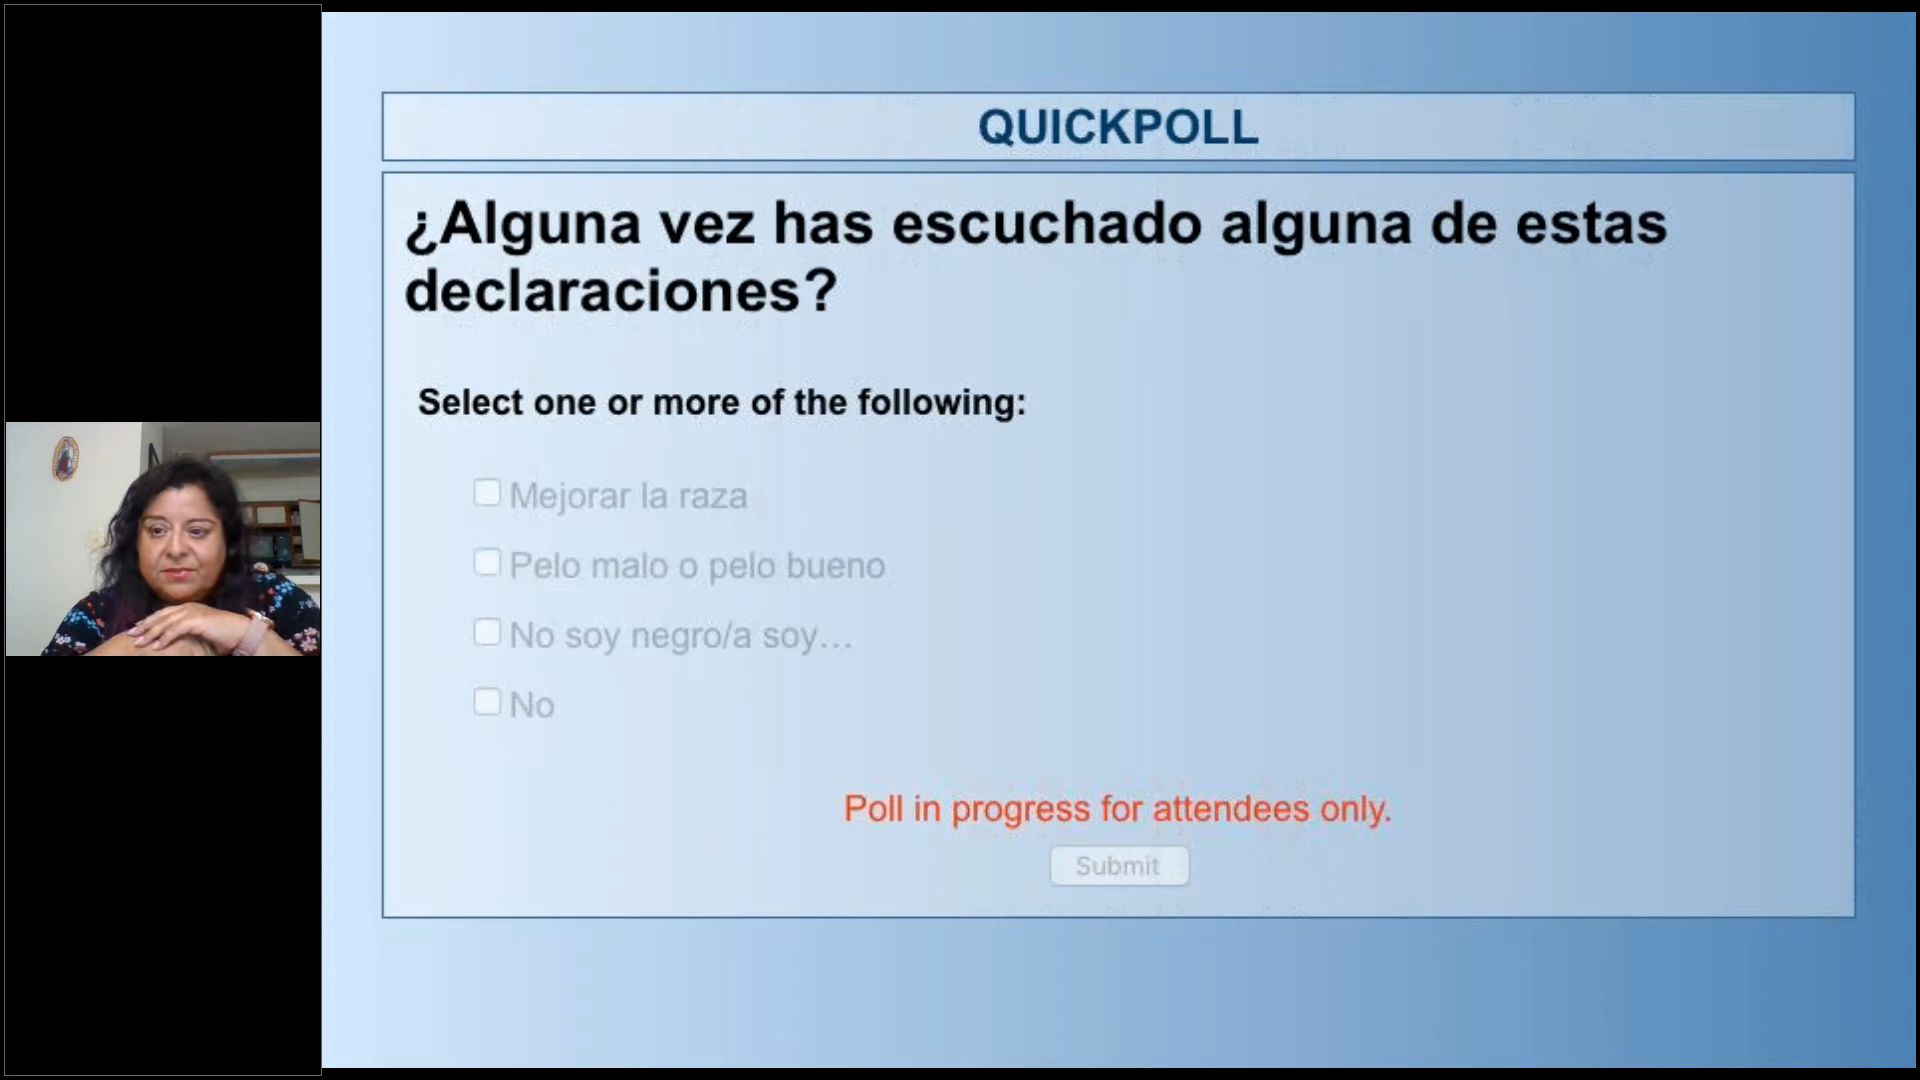 QUICKPOLL
¿Alguna vez has escuchado alguna de estas
declaraciones?
Select one or more of the following:
Mejorar la raza
Pelo malo o pelo bueno
No soy negro/a soy...
No
Poll in progress for attendees only.
Submit